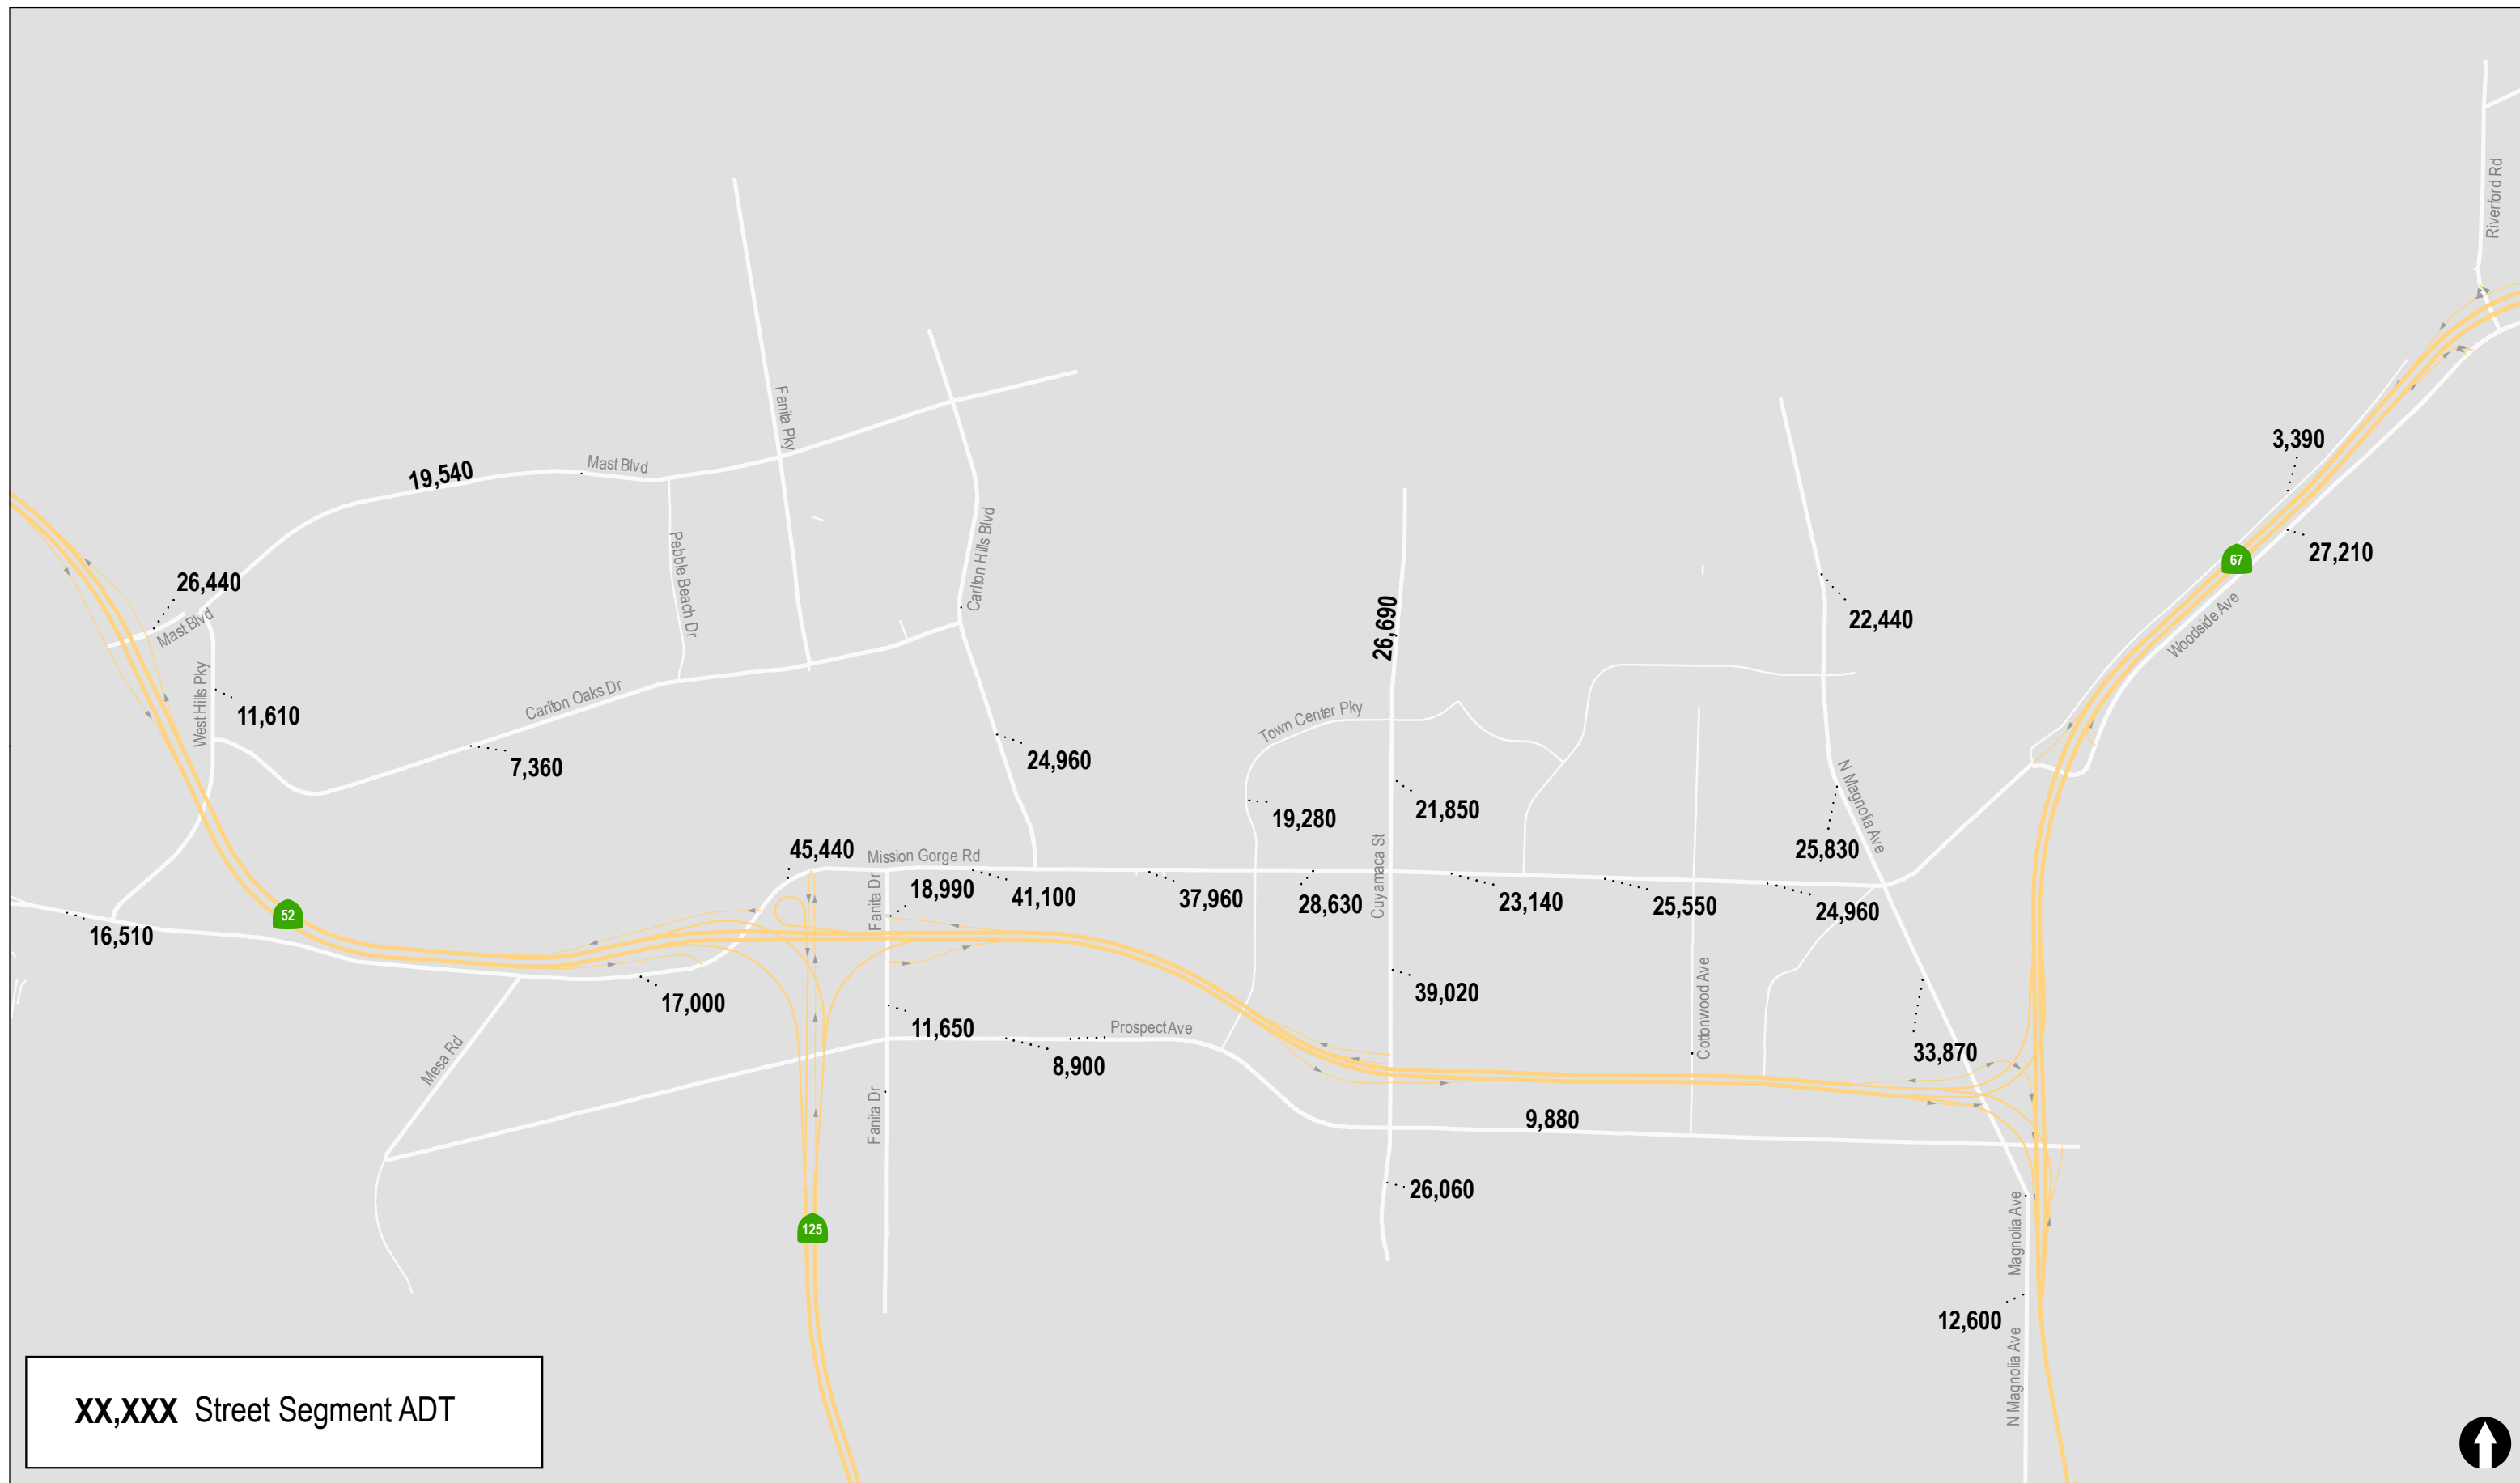 Riverford Rd
Fanita Pky
3,390
Mast Blvd
19,540
27,210
67
Carlton Hills Blvd
26,440
Pebble Beach Dr
Mast Blvd
26,690
22,440
Woodside Ave
West Hills Pky
11,610
Carlton Oaks Dr
Town Center Pky
7,360
24,960
21,850
19,280
N Magnolia Ave
45,440
Mission Gorge Rd
25,830
18,990
Fanita Dr
41,100
37,960
28,630
Cuyamaca St
23,140
25,550
24,960
52
16,510
17,000
39,020
Cottonwood Ave
11,650
Prospect Ave
8,900
33,870
Mesa Rd
Fanita Dr
9,880
26,060
125
Magnolia Ave
12,600
N Magnolia Ave
XX,XXX Street Segment ADT